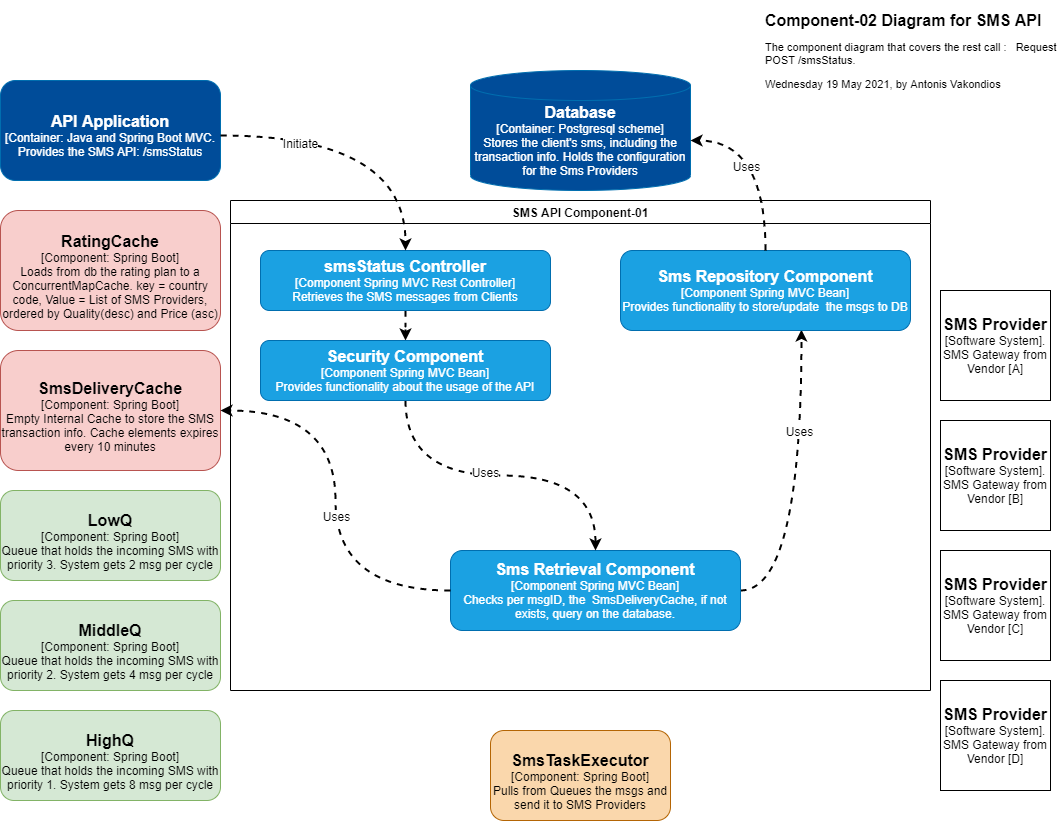 Component-02 Diagram for SMS API
The component diagram that covers the rest call :   Request
POST /smsStatus.
Wednesday 19 May 2021, by Antonis Vakondios
API Application
[Container: Java and Spring Boot MVC.
Provides the SMS API: /smsStatus
Initiate
Database
[Container: Postgresql scheme]
Stores the client's sms, including the
transaction info. Holds the configuration
for the Sms Providers
Uses
RatingCache
[Component: Spring Boot]
Loads from db the rating plan to a
ConcurrentMapCache. key = country
code, Value = List of SMS Providers,
ordered by Quality(desc) and Price (asc)
SmsDeliveryCache
[Component: Spring Boot]
Empty Internal Cache to store the SMS
transaction info. Cache elements expires
every 10 minutes
LowQ
[Component: Spring Boot]
Queue that holds the incoming SMS with
priority 3. System gets 2 msg per cycle
MiddleQ
[Component: Spring Boot]
Queue that holds the incoming SMS with
priority 2. System gets 4 msg per cycle
HighQ
[Component: Spring Boot]
Queue that holds the incoming SMS with
priority 1. System gets 8 msg per cycle
SMS API Component-01
smsStatus Controller
[Component Spring MVC Rest Controller]
Retrieves the SMS messages from Clients
Security Component
[Component Spring MVC Bean]
Provides functionality about the usage of the API
Sms Repository Component
[Component Spring MVC Bean]
Provides functionality to store/update  the msgs to DB
Uses
Uses
Uses
Sms Retrieval Component
[Component Spring MVC Bean]
Checks per msgID, the  SmsDeliveryCache, if not
exists, query on the database.
SmsTaskExecutor
[Component: Spring Boot]
Pulls from Queues the msgs and
send it to SMS Providers
SMS Provider
[Software System].
SMS Gateway from
Vendor [A]
SMS Provider
[Software System].
SMS Gateway from
Vendor [B]
SMS Provider
[Software System].
SMS Gateway from
Vendor [C]
SMS Provider
[Software System].
SMS Gateway from
Vendor [D]